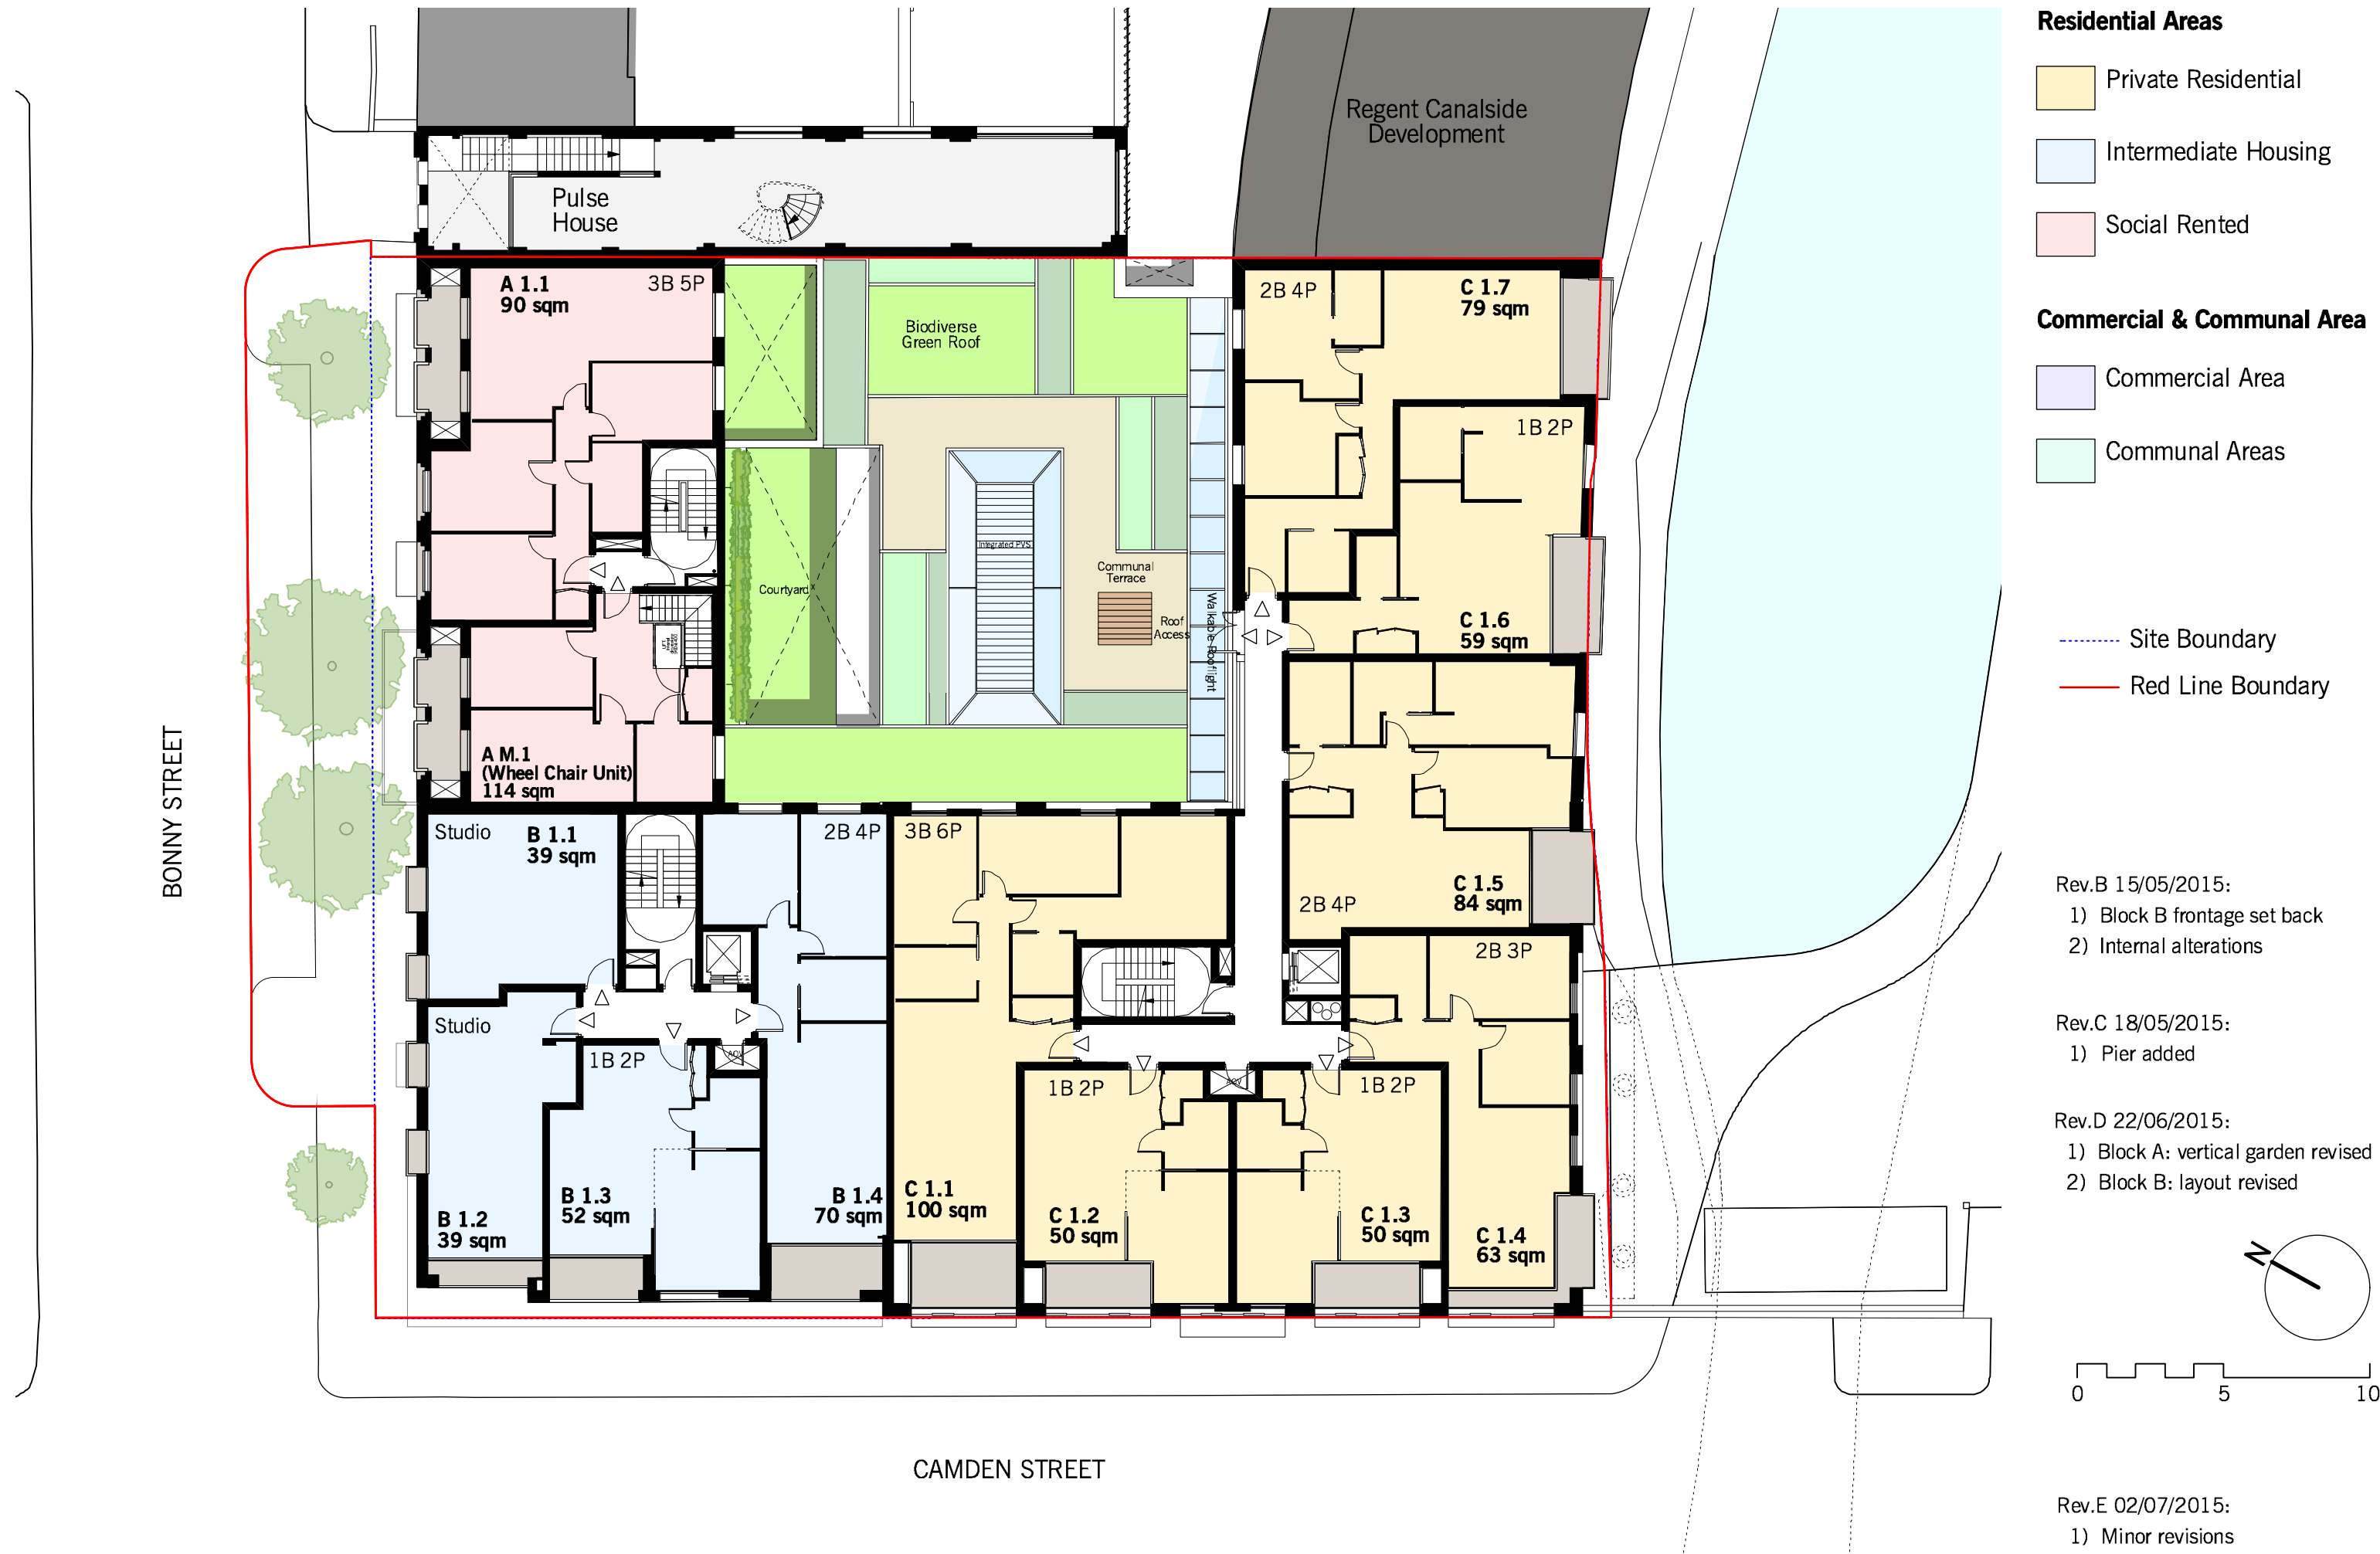 Residential Areas
Private Residential
Intermediate Housing
Social Rented
Commercial & Communal Area
Commercial Area
Communal Areas
Site Boundary
Red Line Boundary
Rev.B 15/05/2015:
1) Block B frontage set back
2) Internal alterations
Rev.C 18/05/2015:
1) Pier added
Rev.D 22/06/2015:
1) Block A: vertical garden revised
2) Block B: layout revised
N
0 5 10
Rev.E 02/07/2015:
1) Minor revisions
Regent Canalside
Development
Pulse
House
A 1.1
90 sqm
3B 5P
Biodiverse
Green Roof
2B 4P
C 1.7
79 sqm
1B 2P
Integrated PVS
Courtyard
Communal
Terrace
Roof
Access
Walkable Rooflight
C 1.6
59 sqm
A M.1
(Wheel Chair Unit)
114 sqm
BONNY STREET
Studio
B 1.1
39 sqm
2B 4P
3B 6P
C 1.5
84 sqm
2B 4P
2B 3P
Studio
1B 2P
AOV
1B 2P
AOV
1B 2P
B 1.2
39 sqm
B 1.3
52 sqm
B 1.4
70 sqm
C 1.1
100 sqm
C 1.2
50 sqm
C 1.3
50 sqm
C 1.4
63 sqm
CAMDEN STREET